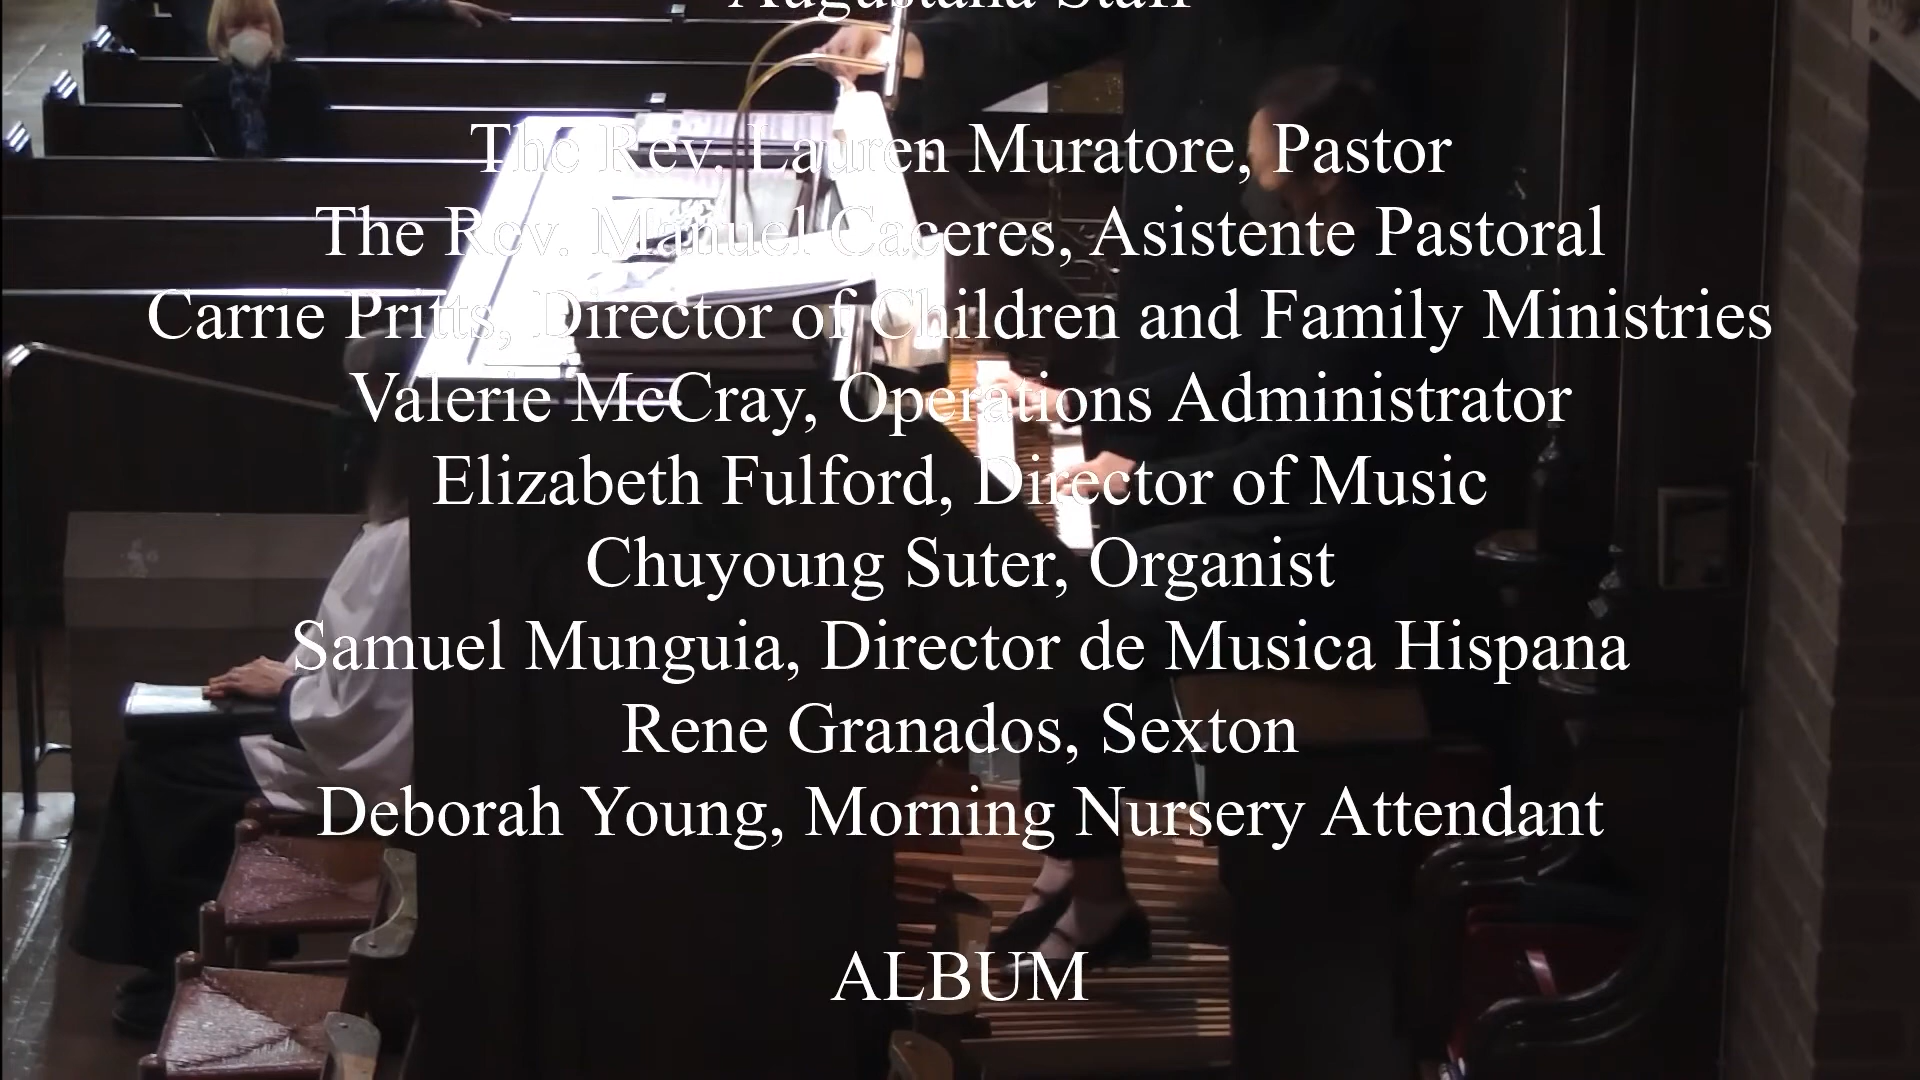 Augustana Staff
The Rev. Lauren Muratore, Pastor
The Rev. Manuel Caceres, Asistente Pastoral
Carrie Pritts, Director of Children and Family Ministries
Valerie McCray, Operations Administrator
Elizabeth Fulford, Director of Music
Chuyoung Suter, Organist
Samuel Munguia, Director de Musica Hispana
Rene Granados, Sexton
Deborah Young, Morning Nursery Attendant
ALBUM